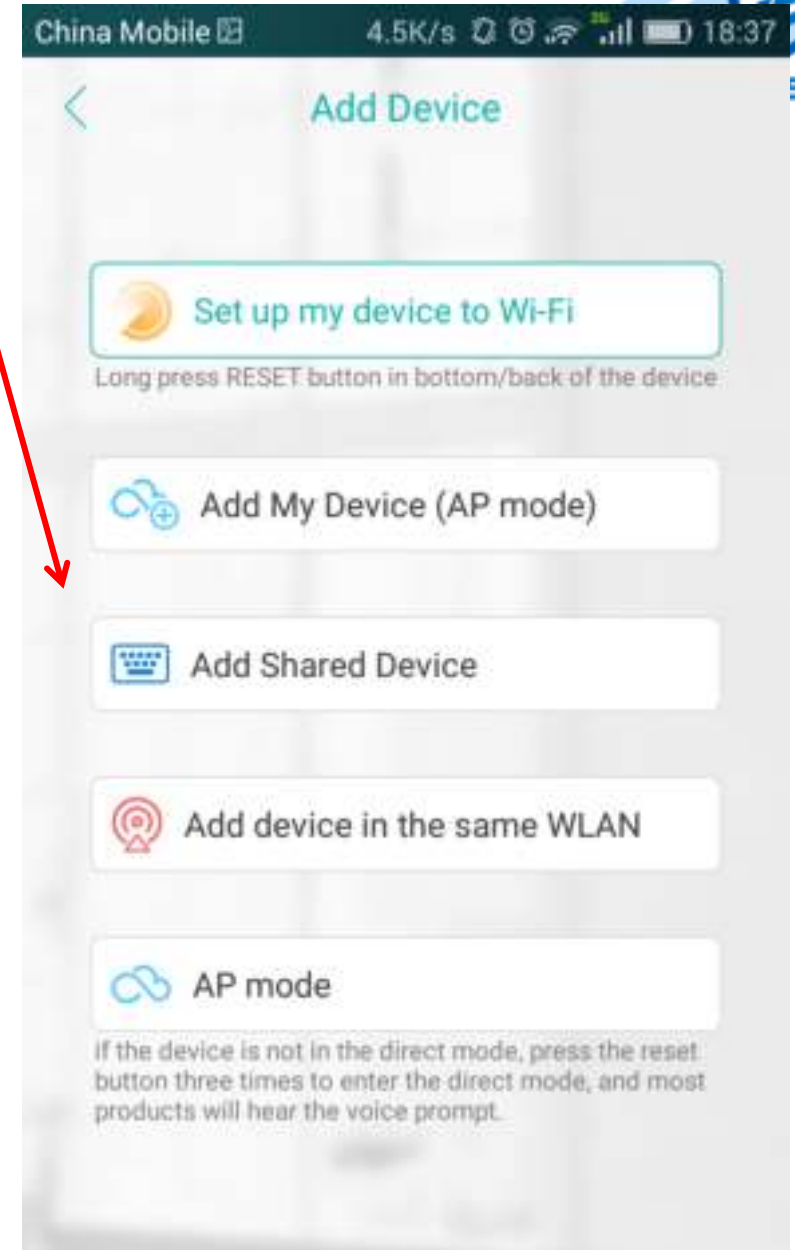 China Mobile 4.5K/s 18:37
Add Device
Set up my device to Wi-Fi
Long press RESET button in bottom/back of the device
Add My Device (AP mode)
Add Shared Device
Add device in the same WLAN
AP mode
If the device is not in the direct mode, press the reset
button three times to enter the direct mode, and most
products will hear the voice prompt.